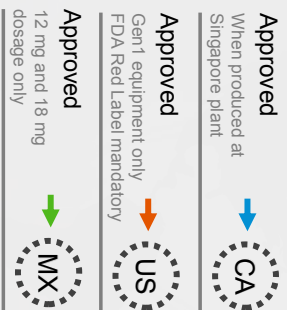 Approved
When produced at
Singapore plant
CA
Approved
Gen1 equipment only
FDA Red Label mandatory
US
Approved
12 mg and 18 mg
dosage only
MX